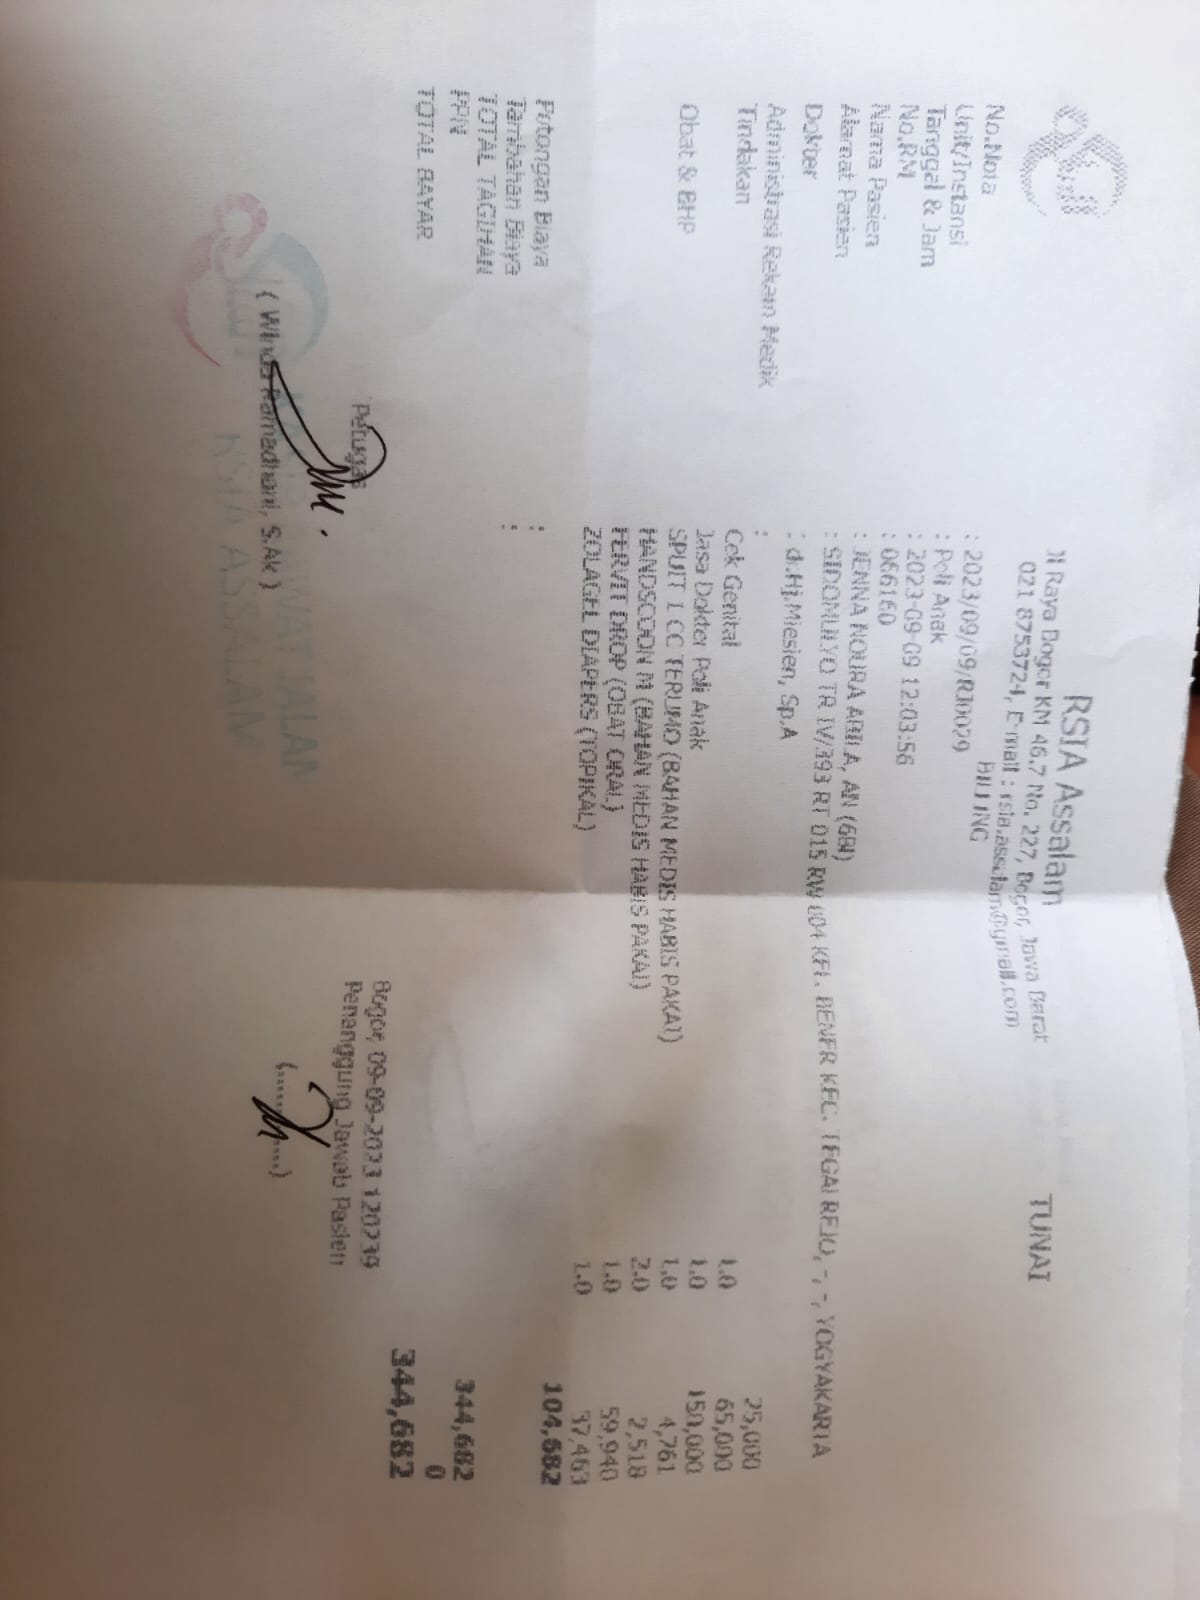 RSIA Assalam
Jl Raya Bogor KM 46.7 No. 227, Bogor, Jawa Barat
021 8753724, E-mail : rsia.assalam@gmail.com
TUNAI
BILLING
No.Nota : 2023/09/09/RJ0029
Unit/Instansi : Poli Anak
Tanggal & Jam : 2023-09-09 12:03:56
No.RM : 066160
Nama Pasien : JENNA NOURA ABILA, AN (6Bl)
Alamat Pasien : SIDOMULYO TR IV/393 RT 015 RW 004 KEL. BENER KEC. TEGALREJO, -, -, YOGYAKARTA
Dokter : dr.Hj.Miesien, Sp.A
Administrasi Rekam Medik : 25,000
Tindakan Cek Genital 1.0 65,000
Jasa Dokter Poli Anak 1.0 150,000
Obat & BHP SPUIT 1 CC TERUMO (BAHAN MEDIS HABIS PAKAI) 1.0 4,761
HANDSCOON M (BAHAN MEDIS HABIS PAKAI) 2.0 2,518
FERVIT DROP (OBAT ORAL) 1.0 59,940
ZOLAGEL DIAPERS (TOPIKAL) 1.0 37,463
104,682
Potongan Biaya :
Tambahan Biaya :
TOTAL TAGIHAN 344,682
PPN 0
TOTAL BAYAR 344,682
Bogor, 09-09-2023 120239
Petugas Penanggung Jawab Pasien
RAWAT JALAN
RSIA ASSALAM
( Winda Ramadhani, S.Ak ) (............)